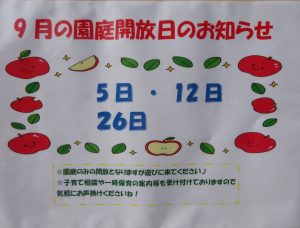 9月の園庭開放日のお知らせ
5日・12日
26日
☆園庭のみの開放となりますが遊びに来てください♪
☆子育て相談や一時保育の案内等も受け付けておりますので
気軽にお声掛けくださいね!